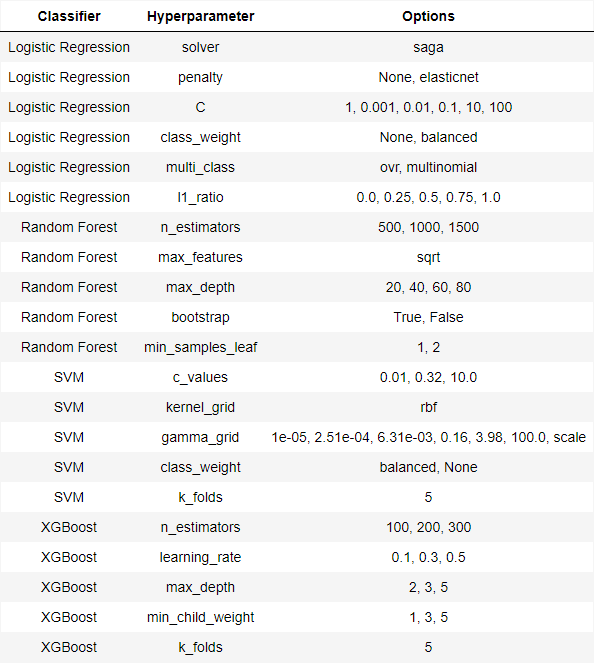 Classifier Hyperparameter Options
Logistic Regression solver saga
Logistic Regression penalty None, elasticnet
Logistic Regression C 1, 0.001, 0.01, 0.1, 10, 100
Logistic Regression class_weight None, balanced
Logistic Regression multi_class ovr, multinomial
Logistic Regression l1_ratio 0.0, 0.25, 0.5, 0.75, 1.0
Random Forest n_estimators 500, 1000, 1500
Random Forest max_features sqrt
Random Forest max_depth 20, 40, 60, 80
Random Forest bootstrap True, False
Random Forest min_samples_leaf 1, 2
SVM c_values 0.01, 0.32, 10.0
SVM kernel_grid rbf
SVM gamma_grid 1e-05, 2.51e-04, 6.31e-03, 0.16, 3.98, 100.0, scale
SVM class_weight balanced, None
SVM k_folds 5
XGBoost n_estimators 100, 200, 300
XGBoost learning_rate 0.1, 0.3, 0.5
XGBoost max_depth 2, 3, 5
XGBoost min_child_weight 1, 3, 5
XGBoost k_folds 5